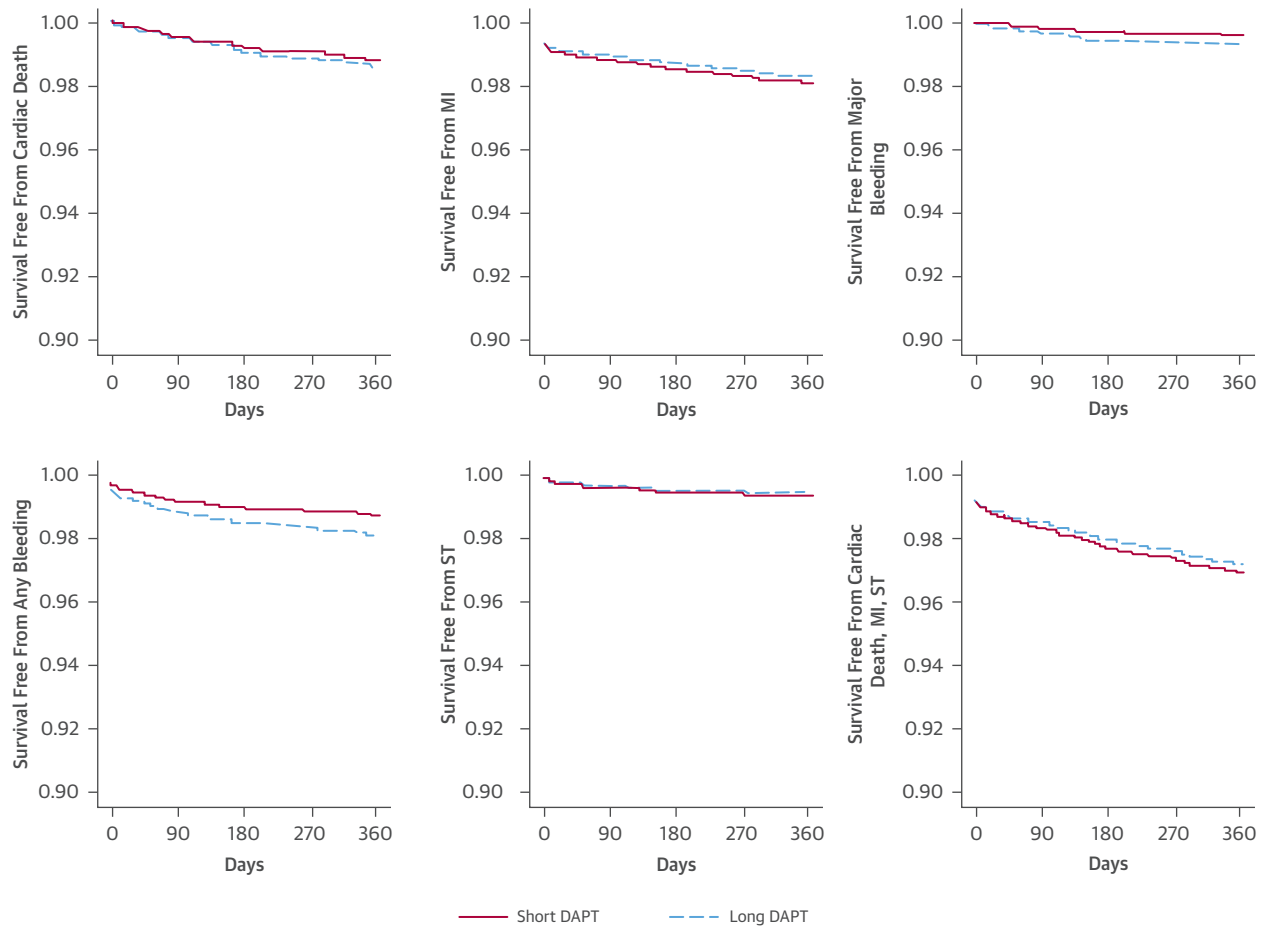 Survival Free From Cardiac Death
1.00
0.98
0.96
0.94
0.92
0.90
0 90 180 270 360
Days
Survival Free From MI
1.00
0.98
0.96
0.94
0.92
0.90
0 90 180 270 360
Days
Survival Free From Major
Bleeding
1.00
0.98
0.96
0.94
0.92
0.90
0 90 180 270 360
Days
Survival Free From Any Bleeding
1.00
0.98
0.96
0.94
0.92
0.90
0 90 180 270 360
Days
Survival Free From ST
1.00
0.98
0.96
0.94
0.92
0.90
0 90 180 270 360
Days
Survival Free From Cardiac
Death, MI, ST
1.00
0.98
0.96
0.94
0.92
0.90
0 90 180 270 360
Days
Short DAPT Long DAPT